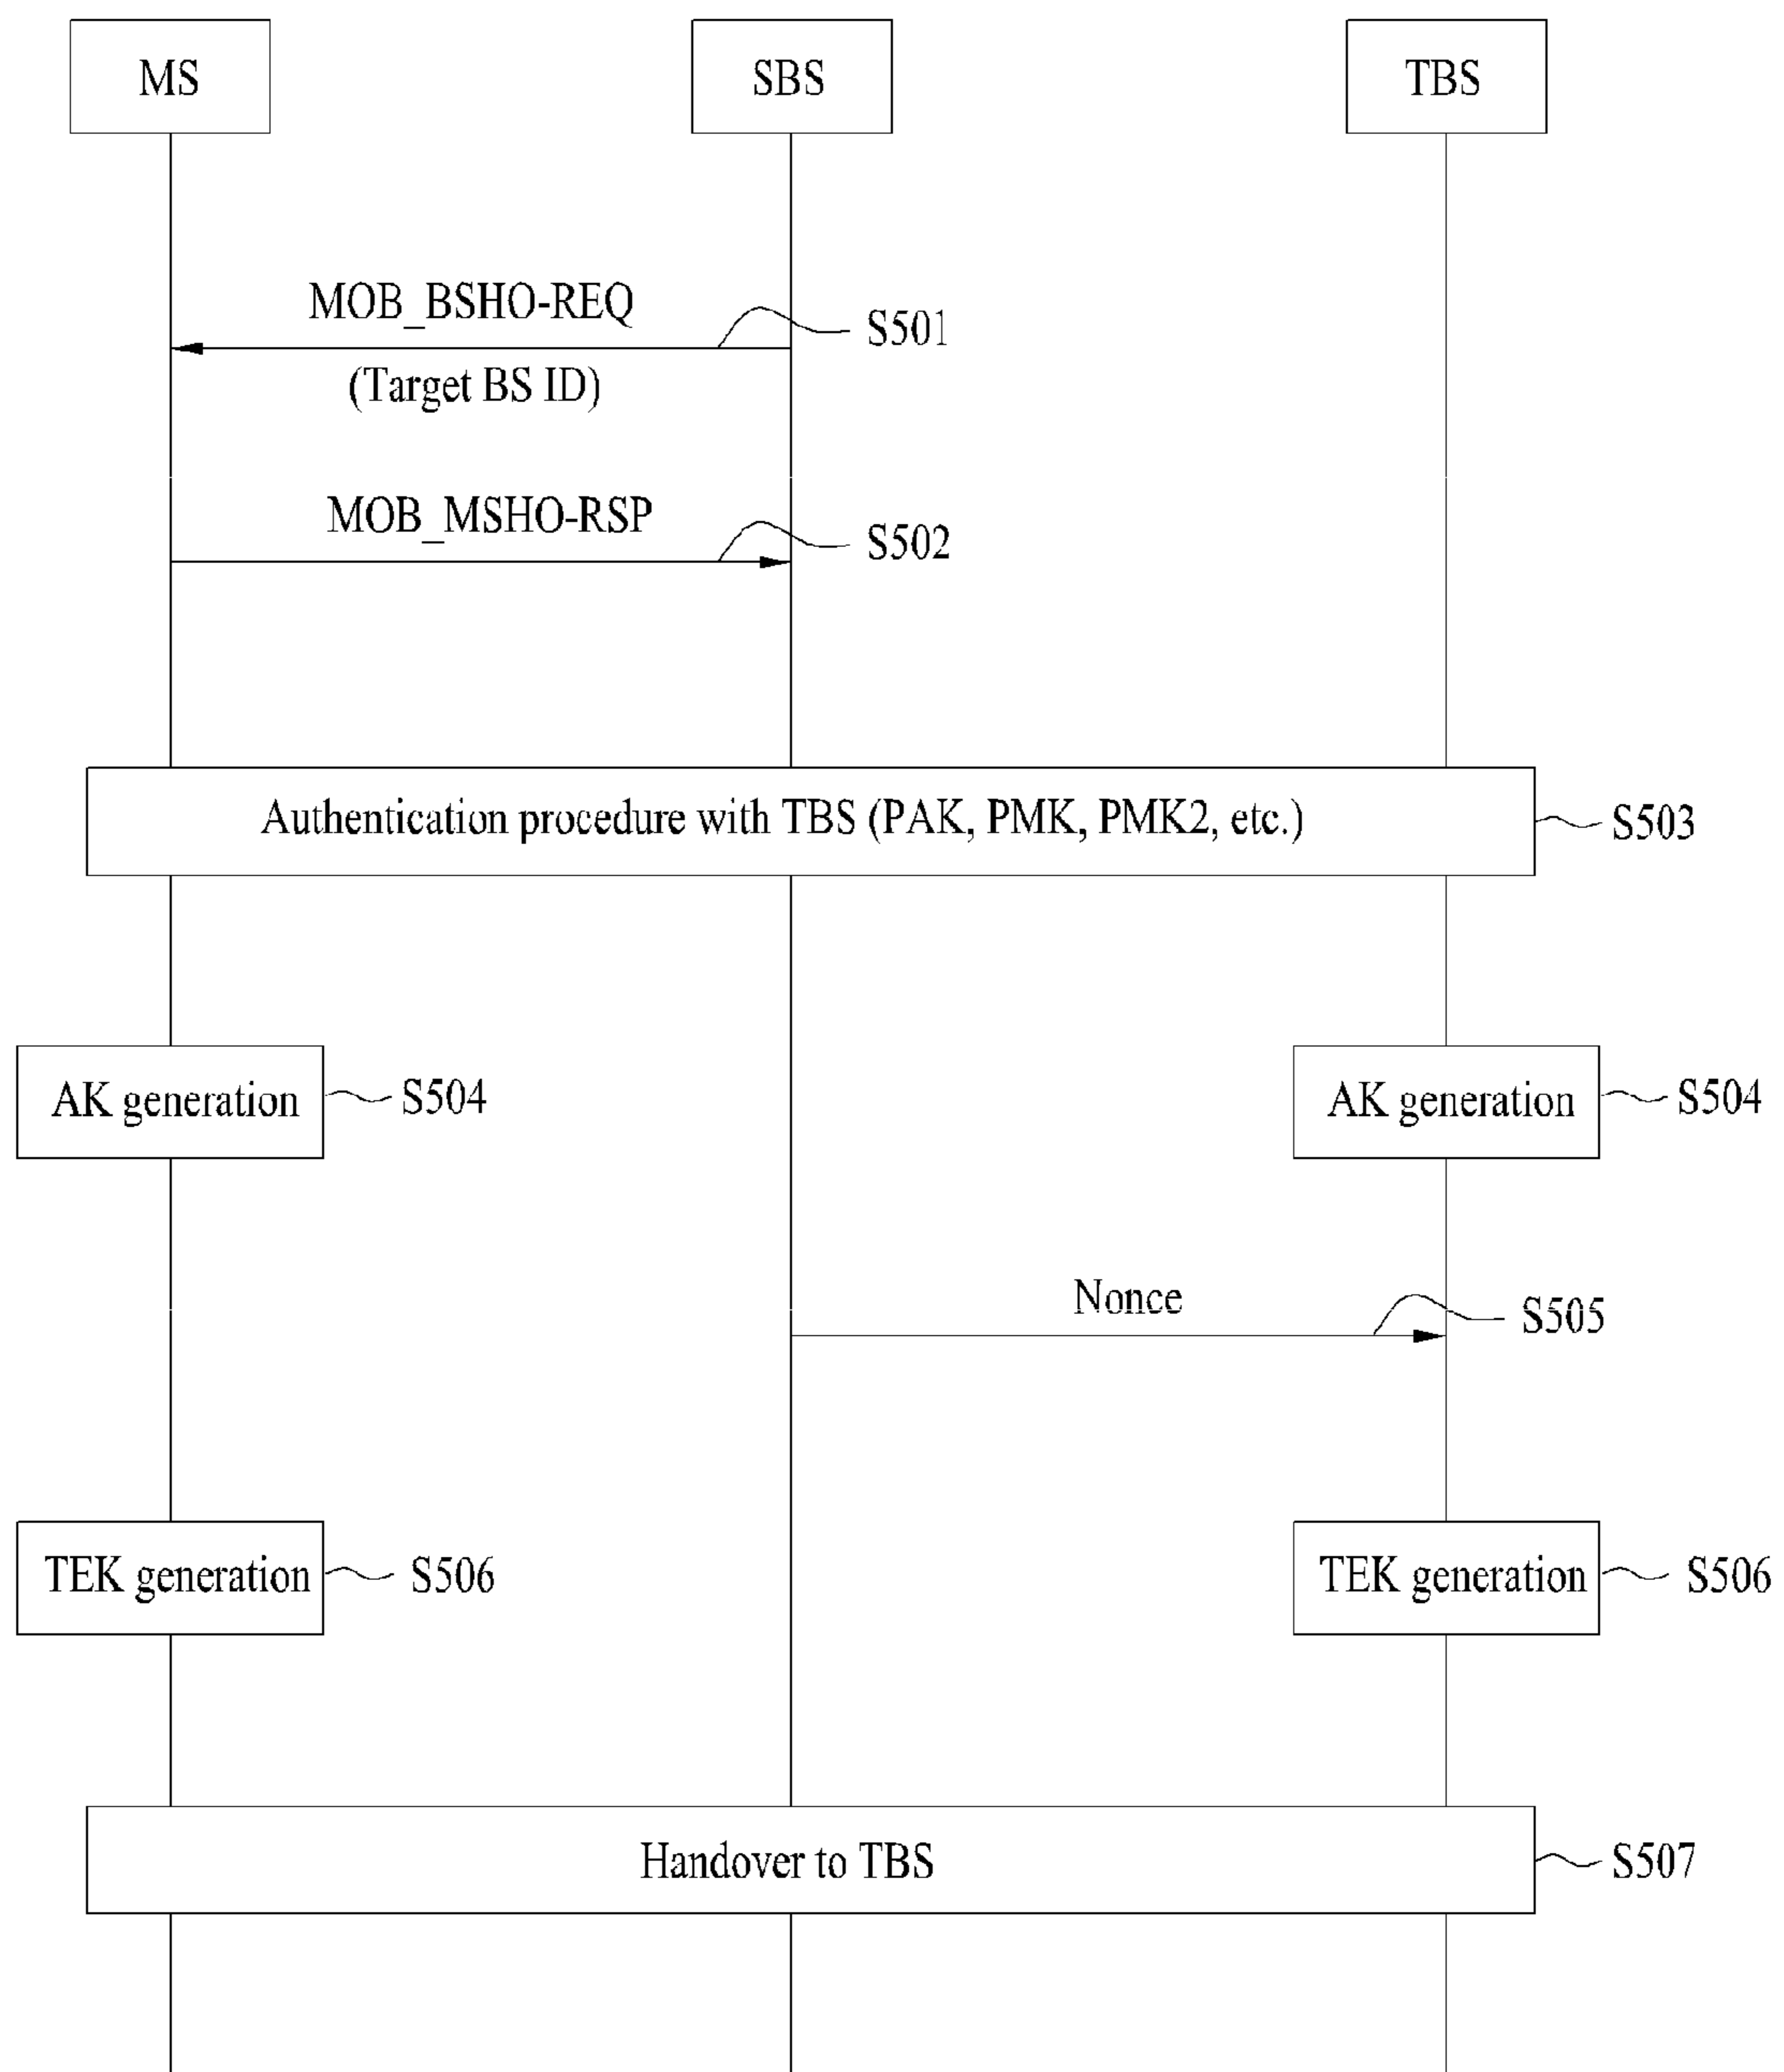 MS
SBS
TBS
MOB_BSHO-REQ
S501
(Target BS ID)
MOB_MSHO-RSP
S502
Authentication procedure with TBS (PAK, PMK, PMK2, etc.)
S503
AK generation
S504
AK generation
S504
Nonce
S505
TEK generation
S506
TEK generation
S506
Handover to TBS
S507